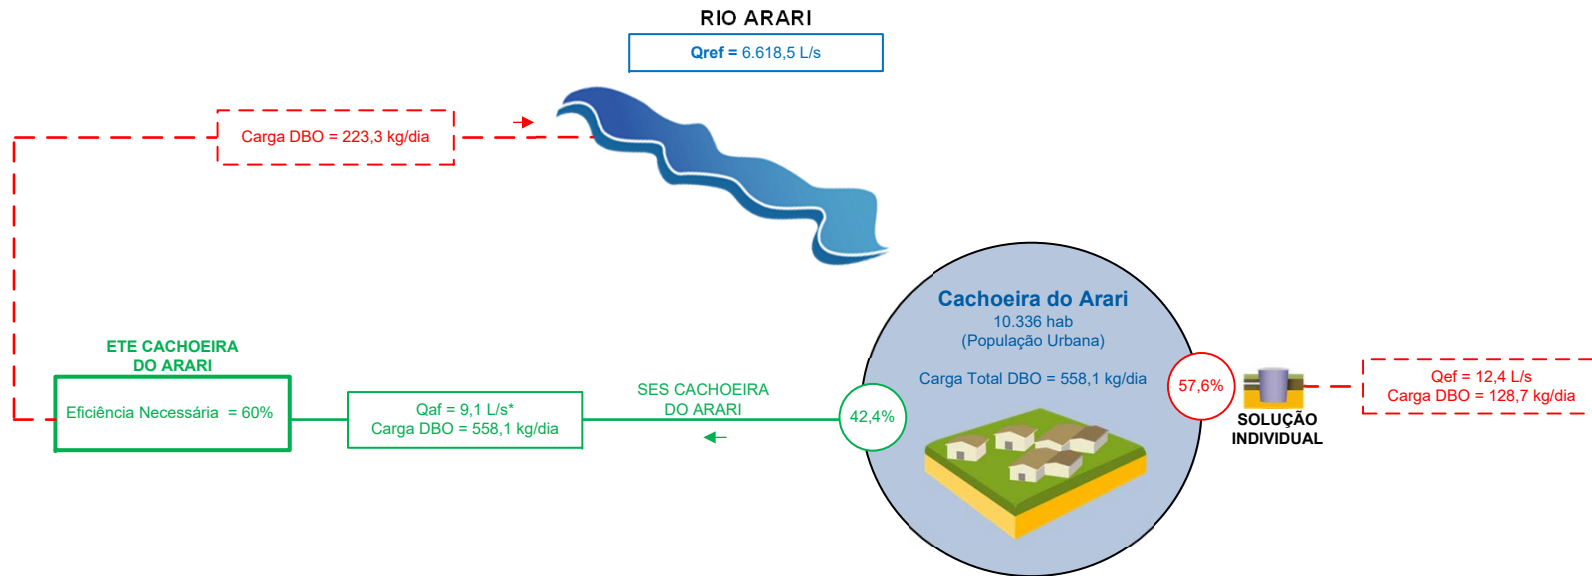 RIO ARARI
Qref = 6.618,5 L/s
Carga DBO = 223,3 kg/dia
ETE CACHOEIRA
DO ARARI
Eficiência Necessária = 60%
Qaf = 9,1 L/s*
Carga DBO = 558,1 kg/dia
SES CACHOEIRA
DO ARARI
42,4%
Cachoeira do Arari
10.336 hab
(População Urbana)
Carga Total DBO = 558,1 kg/dia
57,6%
SOLUÇÃO
INDIVIDUAL
Qef = 12,4 L/s
Carga DBO = 128,7 kg/dia